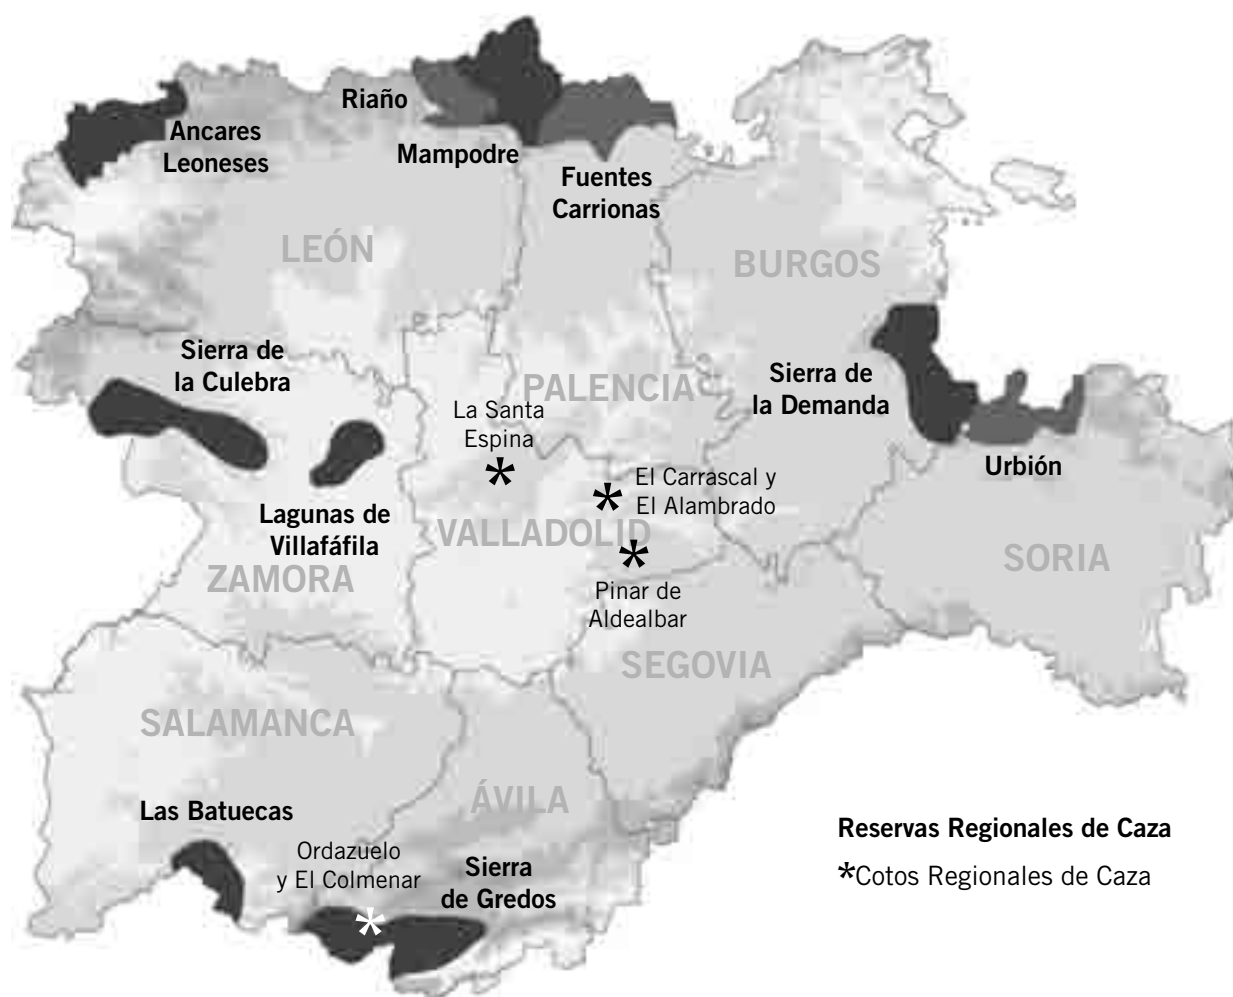 Riaño
Ancares
Leoneses
Mampodre
Fuentes
Carrionas
LEÓN
BURGOS
Sierra de
la Culebra
PALENCIA
Sierra de
la Demanda
La Santa
Espina
Urbión
El Carrascal y
El Alambrado
Lagunas de
Villafáfila
VALLADOLID
ZAMORA
SORIA
Pinar de
Aldealbar
SEGOVIA
SALAMANCA
ÁVILA
Las Batuecas
Ordazuelo
y El Colmenar
Sierra
de Gredos
Reservas Regionales de Caza
*Cotos Regionales de Caza